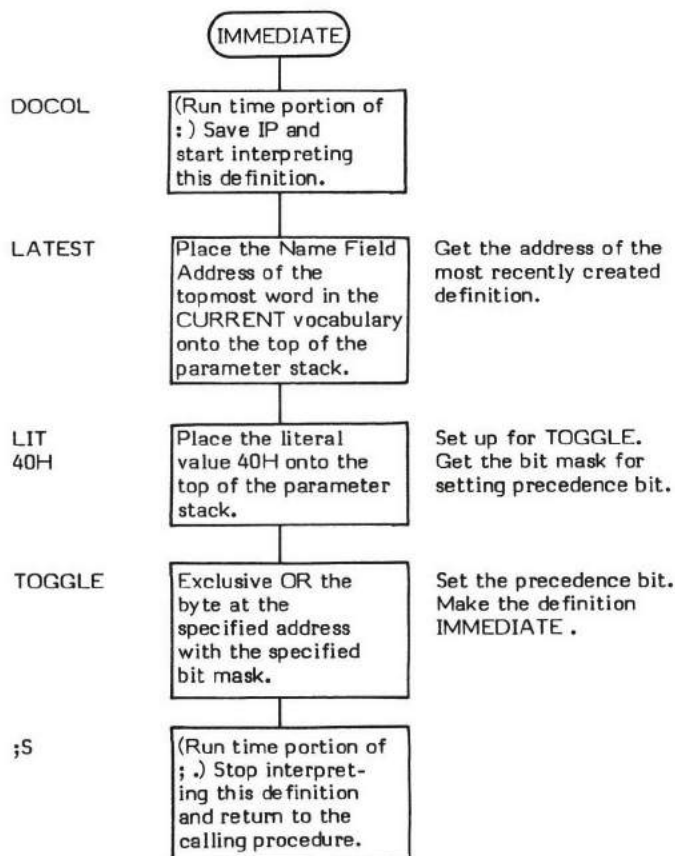 IMMEDIATE
DOCOL
(Run time portion of
: ) Save IP and
start interpreting
this definition.
LATEST
Place the Name Field
Address of the
topmost word in the
CURRENT vocabulary
onto the top of the
parameter stack.
Get the address of the
most recently created
definition.
LIT
40H
Place the literal
value 40H onto the
top of the parameter
stack.
Set up for TOGGLE.
Get the bit mask for
setting precedence bit.
TOGGLE
Exclusive OR the
byte at the
specified address
with the specified
bit mask.
Set the precedence bit.
Make the definition
IMMEDIATE .
;S
(Run time portion of
; .) Stop interpret-
ing this definition
and return to the
calling procedure.